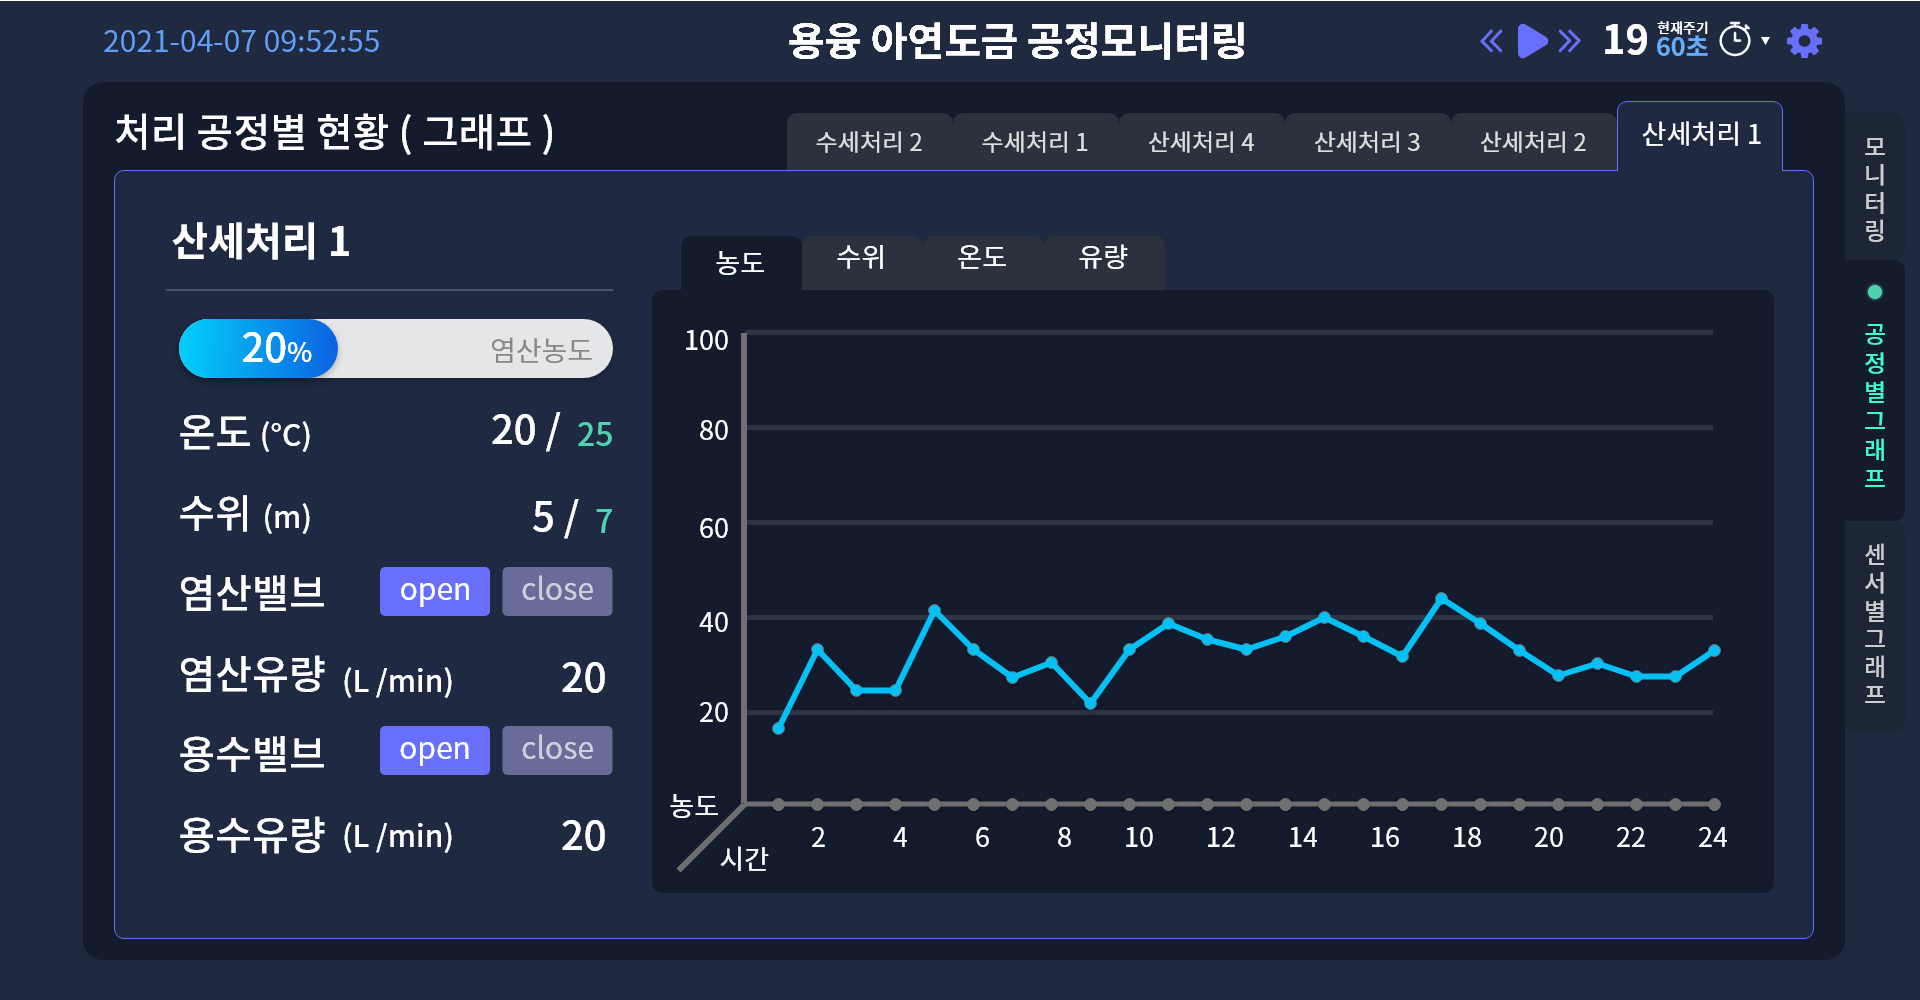 2021-04-07 09:52:55
용융 아연도금 공정모니터링
19
현재주기
60초
처리 공정별 현황 ( 그래프 )
수세처리 2
수세처리 1
산세처리 4
산세처리 3
산세처리 2
산세처리 1
모니터링
공정별그래프
센서별그래프
산세처리 1
20%
염산농도
온도 (°C)
20 / 25
수위 (m)
5 / 7
염산밸브
open
close
염산유량 (L /min)
20
용수밸브
open
close
용수유량 (L /min)
20
농도
수위
온도
유량
100
80
60
40
20
농도
시간
2
4
6
8
10
12
14
16
18
20
22
24